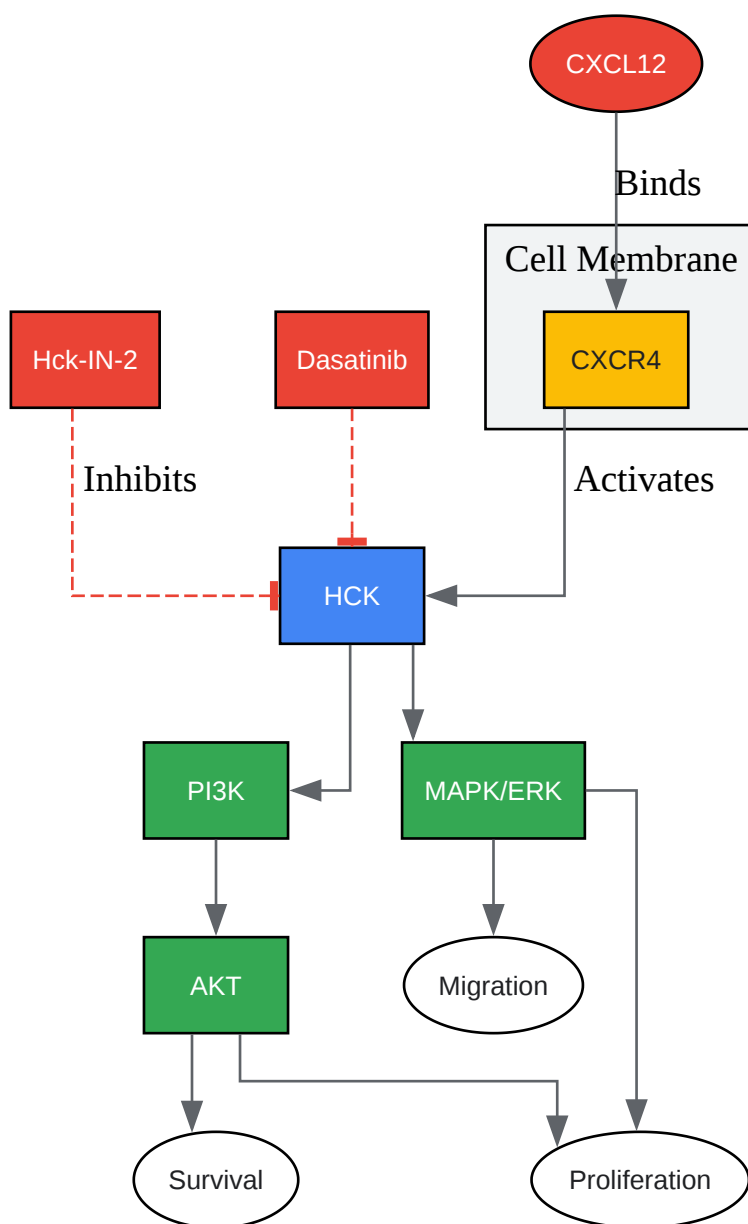 CXCL12
Binds
Cell Membrane
Hck-IN-2
Dasatinib
CXCR4
Inhibits
Activates
HCK
PI3K
MAPK/ERK
AKT
Migration
Survival
Proliferation